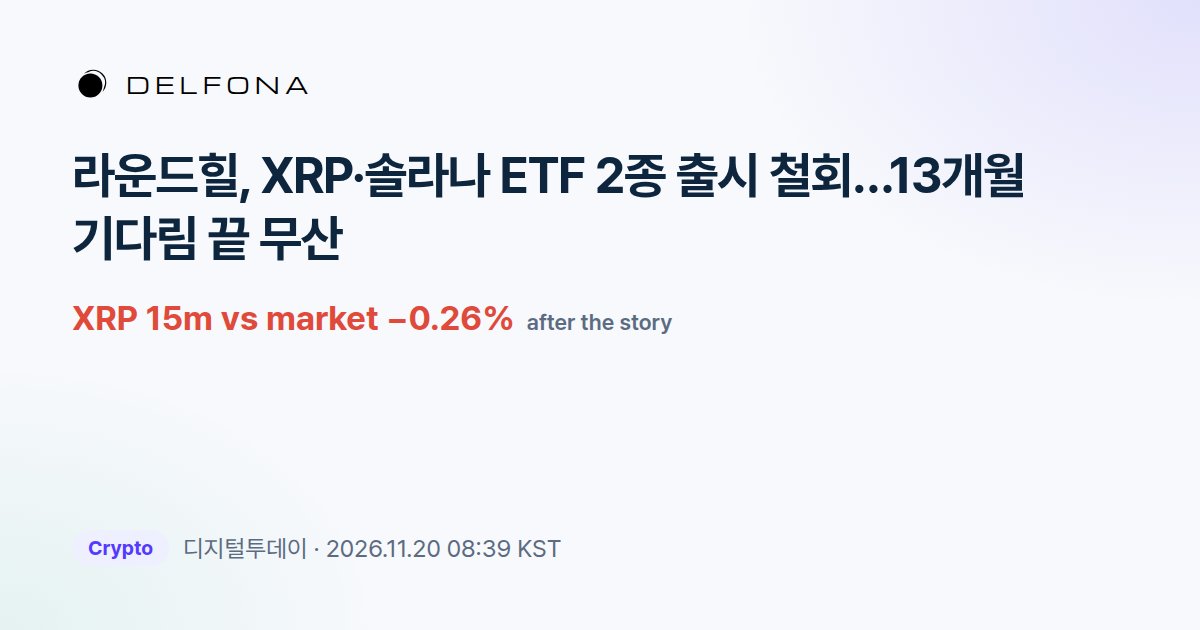 DELFONA
라운드힐, XRP·솔라나 ETF 2종 출시 철회…13개월
기다림 끝 무산
XRP 15m vs market −0.26% after the story
Crypto 디지털투데이 · 2026.11.20 08:39 KST